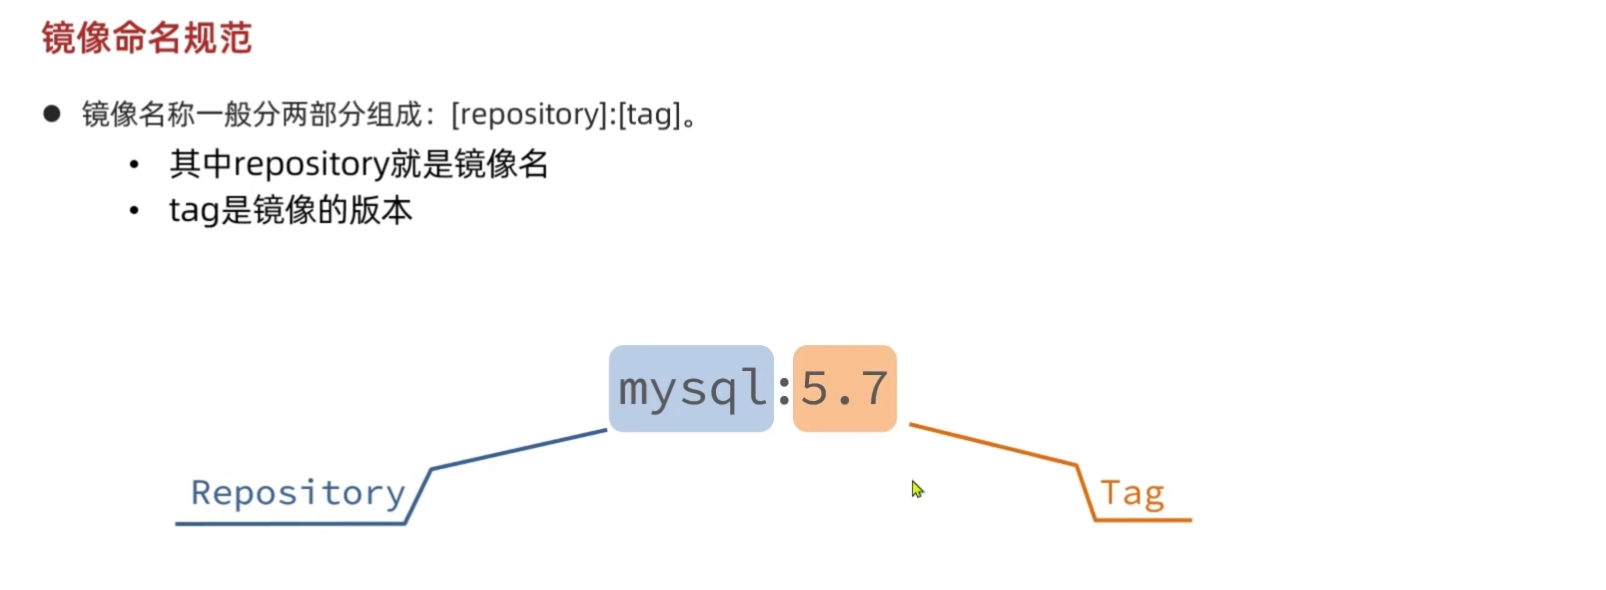 镜像命名规范
● 镜像名称一般分两部分组成：[repository]:[tag]。
• 其中repository就是镜像名
• tag是镜像的版本
mysql:5.7
Repository
Tag